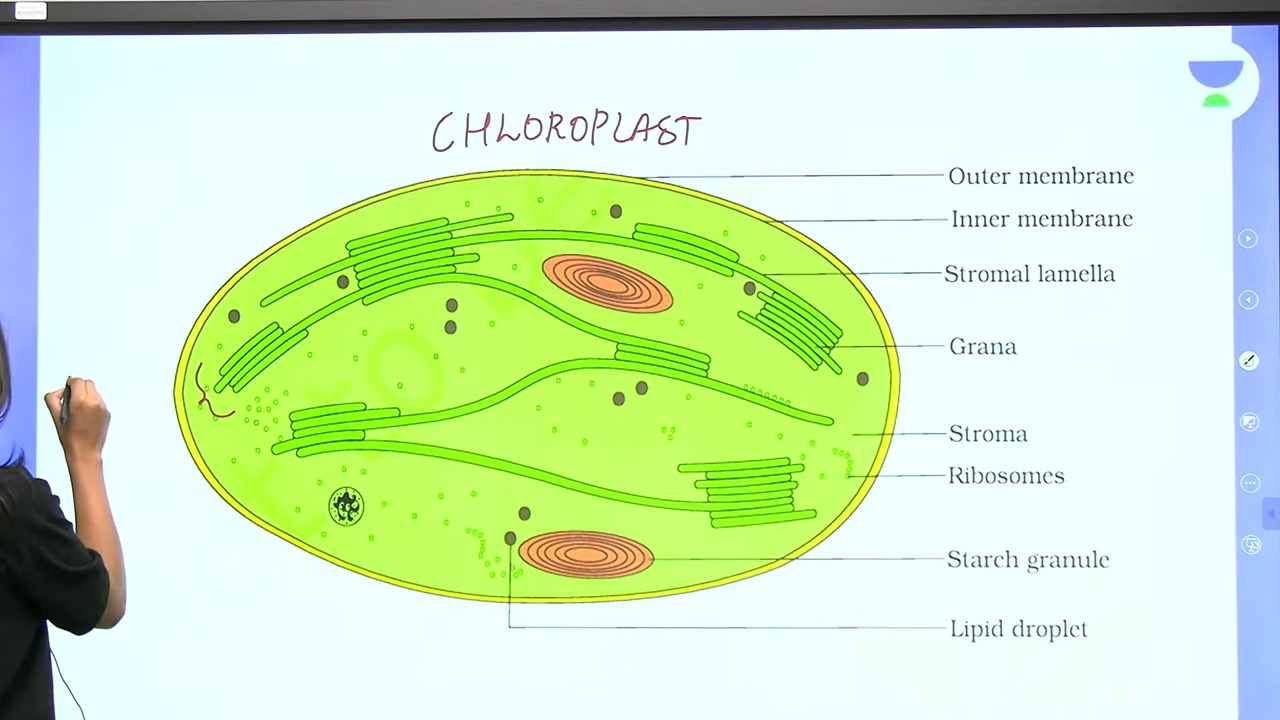 CHLOROPLAST
Outer membrane
Inner membrane
Stromal lamella
Grana
Stroma
Ribosomes
Starch granule
Lipid droplet